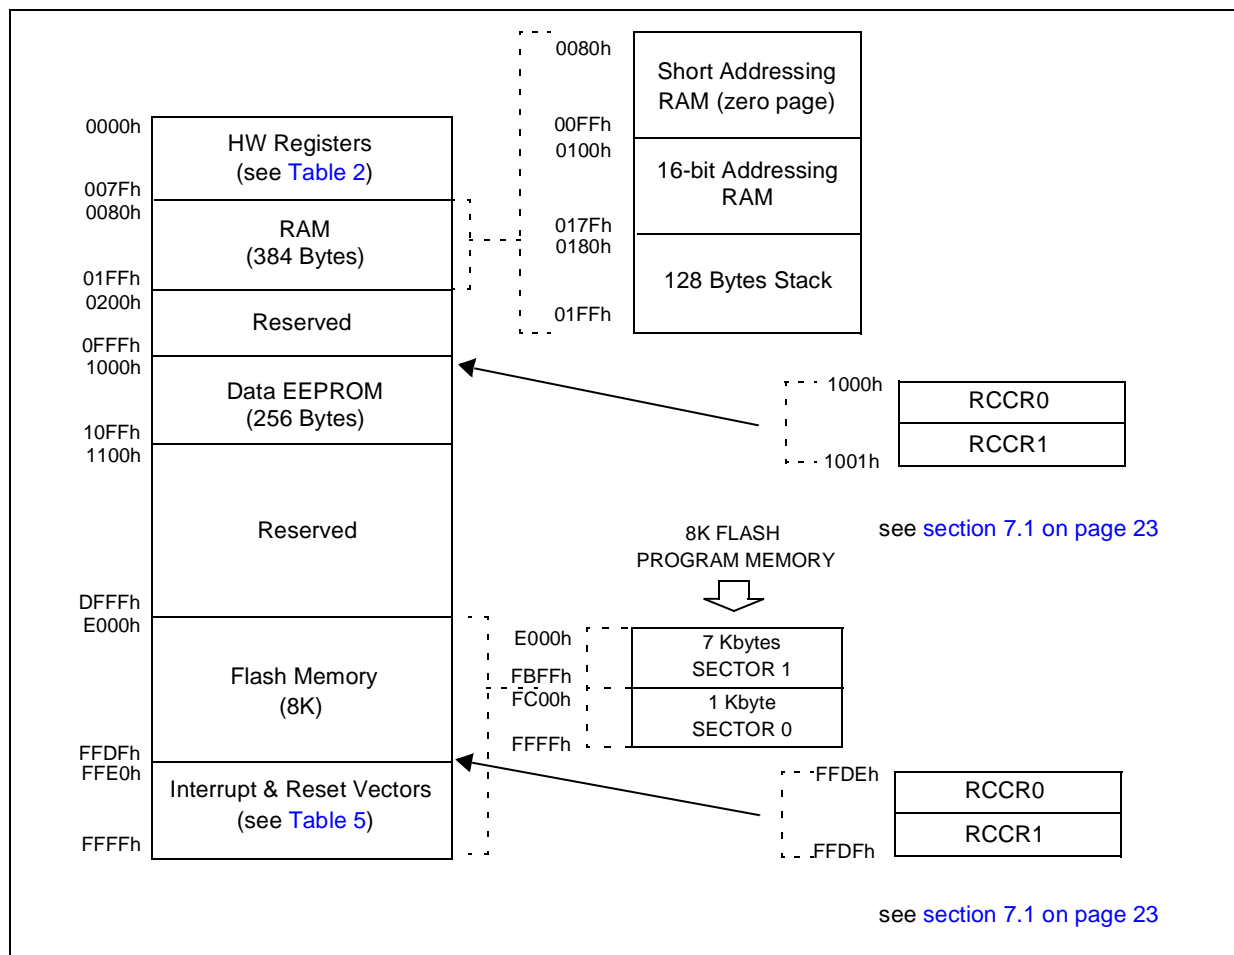 0000h
HW Registers
(see Table 2)
007Fh
0080h
RAM
(384 Bytes)
01FFh
0200h
Reserved
0FFFh
1000h
Data EEPROM
(256 Bytes)
10FFh
1100h
Reserved
DFFFh
E000h
Flash Memory
(8K)
FFDFh
FFE0h
Interrupt & Reset Vectors
(see Table 5)
FFFFh
0080h
Short Addressing
RAM (zero page)
00FFh
0100h
16-bit Addressing
RAM
017Fh
0180h
128 Bytes Stack
01FFh
1000h
RCCR0
RCCR1
1001h
see section 7.1 on page 23
8K FLASH
PROGRAM MEMORY
E000h
7 Kbytes
SECTOR 1
FBFFh
FC00h
1 Kbyte
SECTOR 0
FFFFh
FFDEh
RCCR0
RCCR1
FFDFh
see section 7.1 on page 23